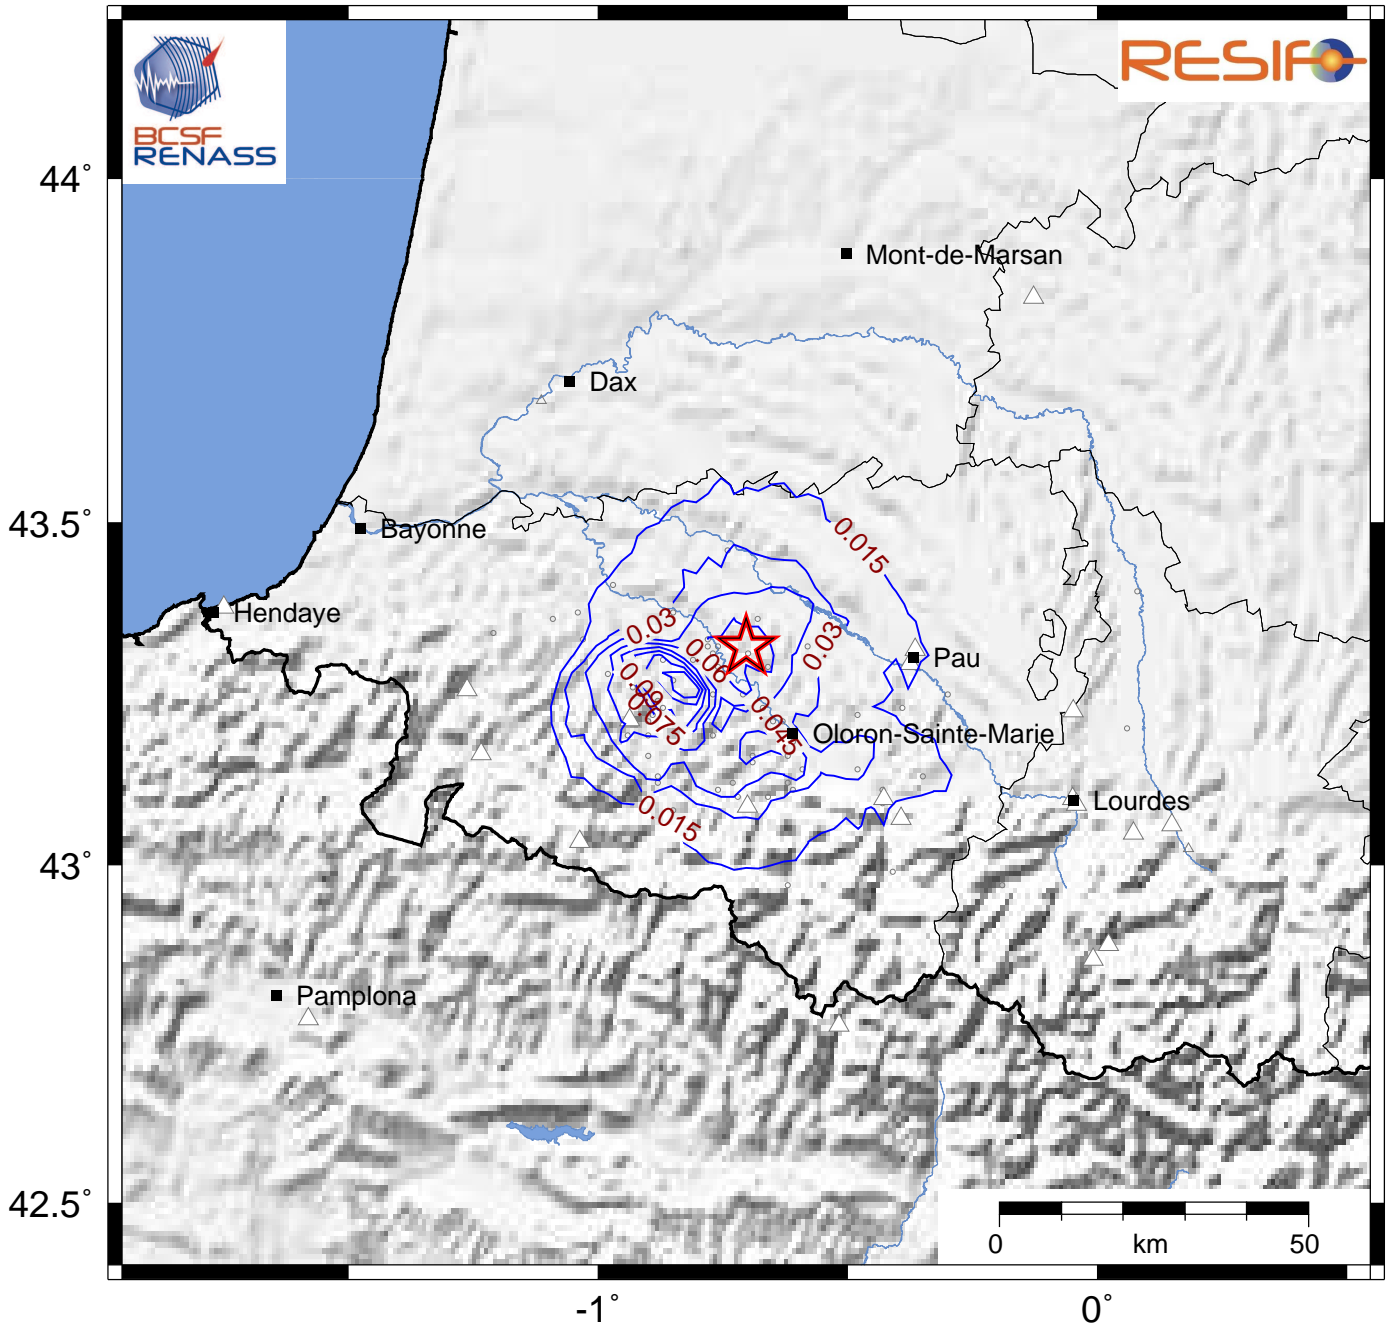 BCSF
RENASS
RESIF
44°
Mont-de-Marsan
Dax
43.5°
Bayonne
0.015
Hendaye
0.03
0.03
0.06
Pau
0.09
0.075
0.045
Oloron-Sainte-Marie
0.015
Lourdes
43°
Pamplona
42.5°
0 km 50
-1° 0°